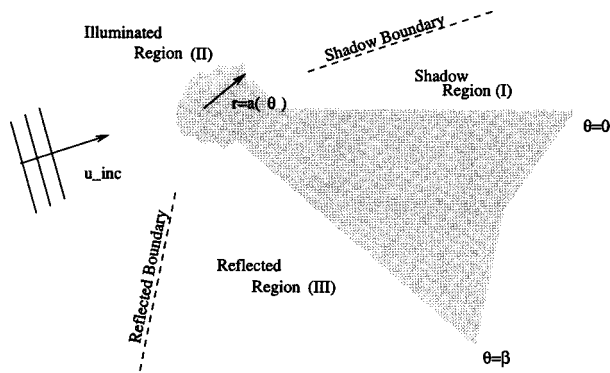 Illuminated
Region (II)
Shadow Boundary
Shadow
Region (I)
r=a( θ )
θ=0
u_inc
Reflected Boundary
Reflected
Region (III)
θ=β